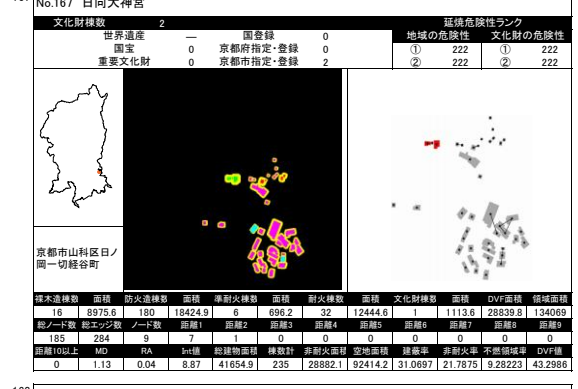 No.167 日向大神宮
文化財棟数 2 延焼危険性ランク
世界遺産 — 国登録 0 地域の危険性 文化財の危険性
国宝 0 京都府指定・登録 0 ① 222 ① 222
重要文化財 0 京都市指定・登録 2 ② 222 ② 222
京都市山科区日ノ
岡一切経谷町
裸木造棟数 面積 防火造棟数 面積 準耐火棟数 面積 耐火棟数 面積 文化財棟数 面積 DVF面積 領域面積
16 8975.6 180 18424.9 6 696.2 32 12444.6 1 1113.6 28839.8 134069
総ノード数 総エッジ数 ノード数 距離1 距離2 距離3 距離4 距離5 距離6 距離7 距離8 距離9
185 284 9 7 1 0 0 0 0 0 0 0
距離10以上 MD RA Int値 総建物面積 棟数計 非耐火面積 空地面積 建蔽率 非耐火率 不燃領域率 DVF値
0 1.13 0.04 8.87 41654.9 235 28882.1 92414.2 31.0697 21.7875 9.28223 43.2986